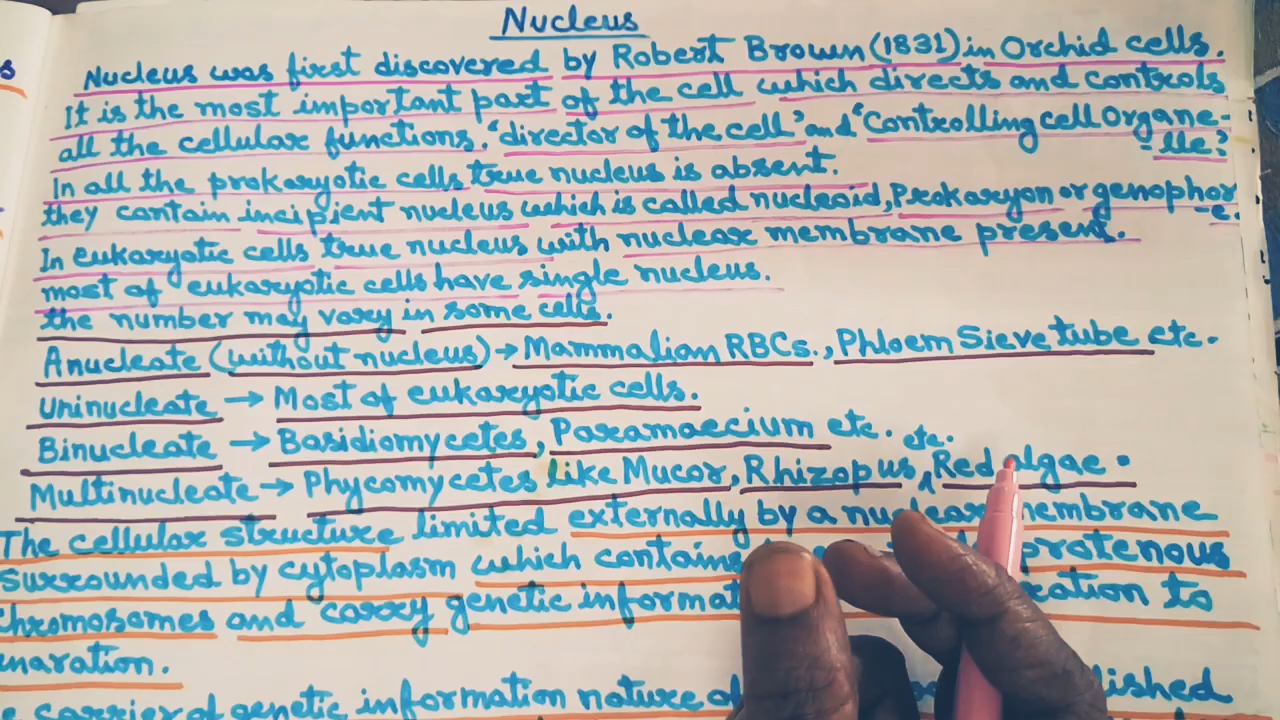 Nucleus
Nucleus was first discovered by Robert Brown (1831) in Orchid cells.
It is the most important part of the cell which directs and controls
all the cellular functions. "director of the cell" and "Controlling cell Organe-
-lle"
In all the prokaryotic cells true nucleus is absent.
they contain incipient nucleus which is called nucleoid, Prokaryon or genophor
-e.
In eukaryotic cells true nucleus with nuclear membrane present.
most of eukaryotic cells have single nucleus.
the number may vary in some cells.
Anucleate (without nucleus) → Mammalian RBCs., Phloem Sieve tube etc.
Uninucleate → Most of eukaryotic cells.
Binucleate → Basidiomycetes, Paramaecium etc.
Multinucleate → Phycomycetes like Mucor, Rhizopus etc. , Red algae.
The cellular structure limited externally by a nuclear membrane
surrounded by cytoplasm which contains protenous
chromosomes and carry genetic to
carrier of genetic information nature of